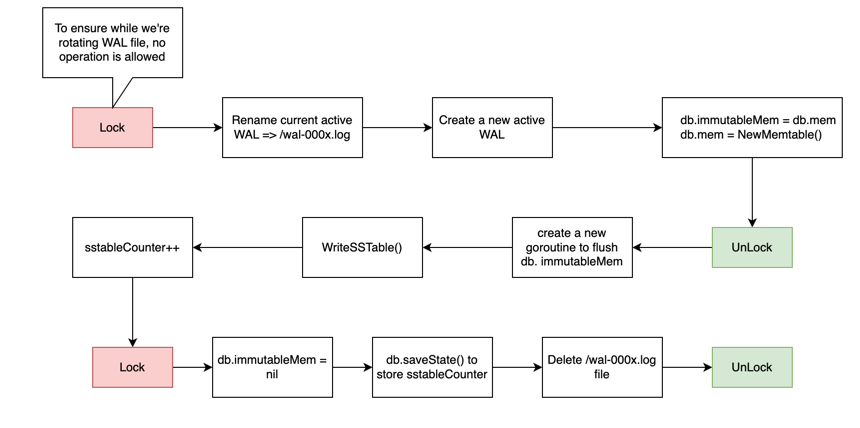 To ensure while we're
rotating WAL file, no
operation is allowed
Lock
Rename current active
WAL => /wal-000x.log
Create a new active
WAL
db.immutableMem = db.mem
db.mem = NewMemtable()
sstableCounter++
WriteSSTable()
create a new
goroutine to flush
db. immutableMem
UnLock
Lock
db.immutableMem =
nil
db.saveState() to
store sstableCounter
Delete /wal-000x.log
file
UnLock